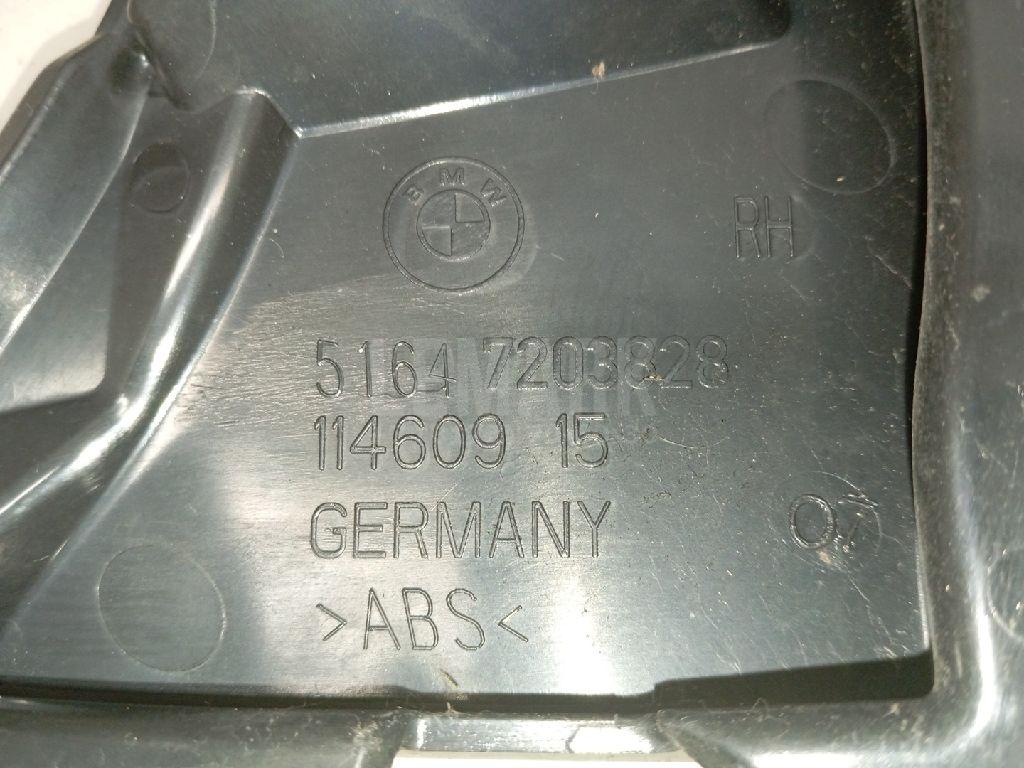 BMW
RH
5164 7203828
114609 15
GERMANY
>ABS<